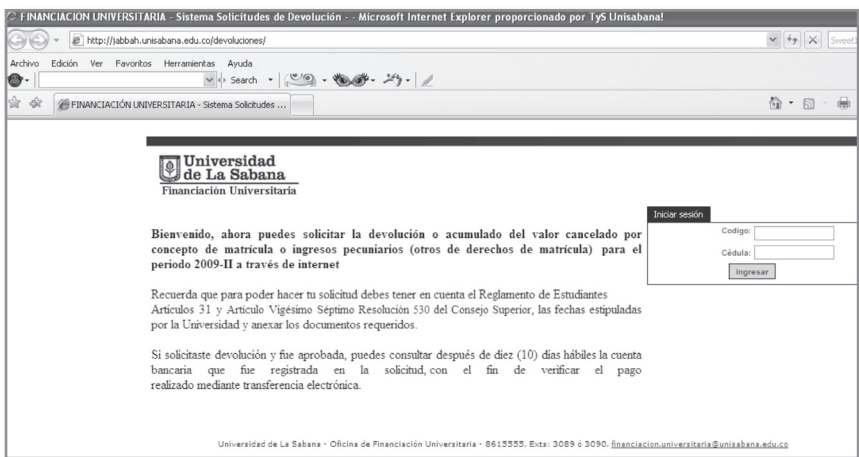 FINANCIACIÓN UNIVERSITARIA - Sistema Solicitudes de Devolución - - Microsoft Internet Explorer proporcionado por TyS Unisabana!
http://jabbah.unisabana.edu.co/devoluciones/
Archivo Edición Ver Favoritos Herramientas Ayuda
Search
FINANCIACIÓN UNIVERSITARIA - Sistema Solicitudes ...
Universidad
de La Sabana
Financiación Universitaria
Iniciar sesión
Codigo:
Cédula:
Ingresar
Bienvenido, ahora puedes solicitar la devolución o acumulado del valor cancelado por
concepto de matrícula o ingresos pecuniarios (otros de derechos de matrícula) para el
periodo 2009-II a través de internet
Recuerda que para poder hacer tu solicitud debes tener en cuenta el Reglamento de Estudiantes
Articulos 31 y Articulo Vigésimo Séptimo Resolución 530 del Consejo Superior, las fechas estipuladas
por la Universidad y anexar los documentos requeridos.
Si solicitaste devolución y fue aprobada, puedes consultar después de diez (10) días hábiles la cuenta
bancaria que fue registrada en la solicitud, con el fin de verificar el pago
realizado mediante transferencia electrónica.
Universidad de La Sabana - Oficina de Financiación Universitaria - 8615555. Exts: 3089 ó 3090. financiacion.universitaria@unisabana.edu.co